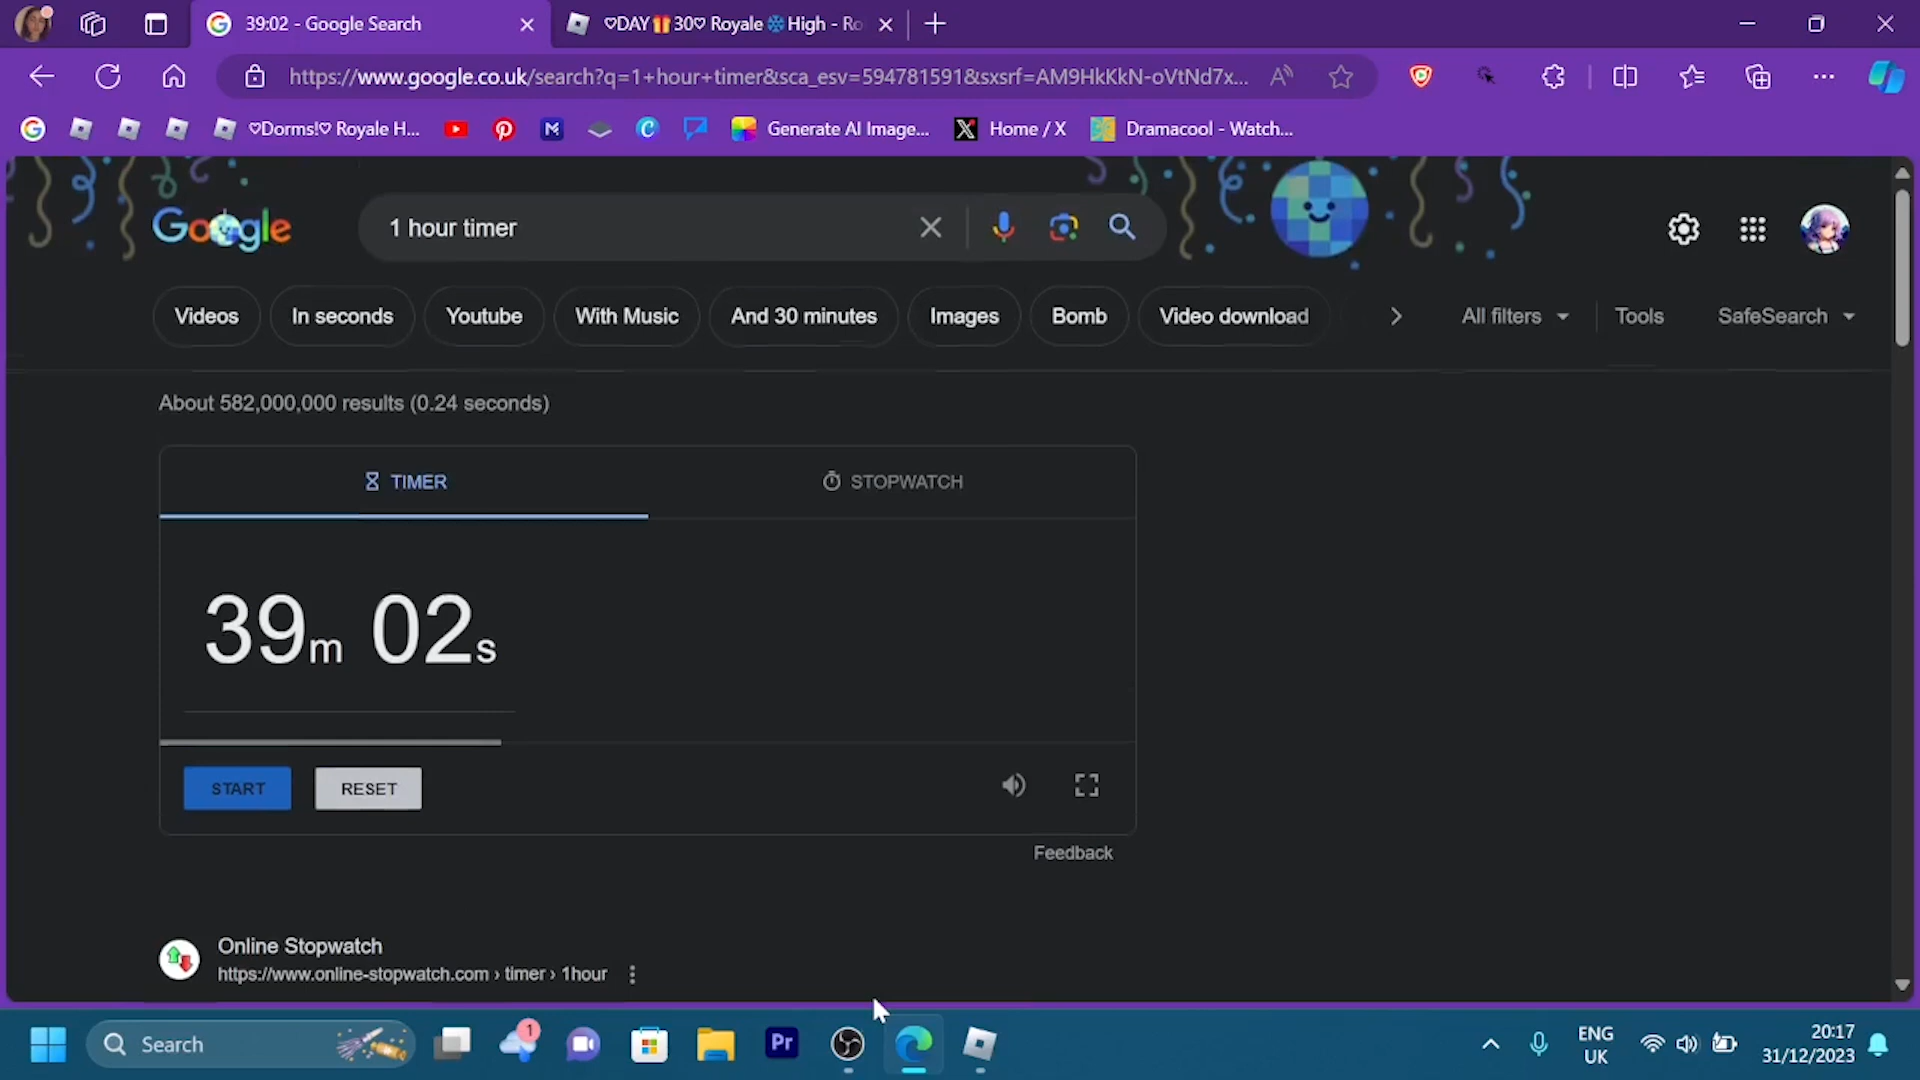 39:02 - Google Search
♡DAY🎁30♡ Royale❄️High - Ro
https://www.google.co.uk/search?q=1+hour+timer&sca_esv=594781591&sxsrf=AM9HkKkN-oVtNd7x...
♡Dorms!♡ Royale H...
Generate AI Image...
Home / X
Dramacool - Watch...
Google
1 hour timer
Videos
In seconds
Youtube
With Music
And 30 minutes
Images
Bomb
Video download
All filters
Tools
SafeSearch
About 582,000,000 results (0.24 seconds)
TIMER
STOPWATCH
39m 02s
START
RESET
Feedback
Online Stopwatch
https://www.online-stopwatch.com › timer › 1hour
Search
1
Pr
ENG
UK
20:17
31/12/2023